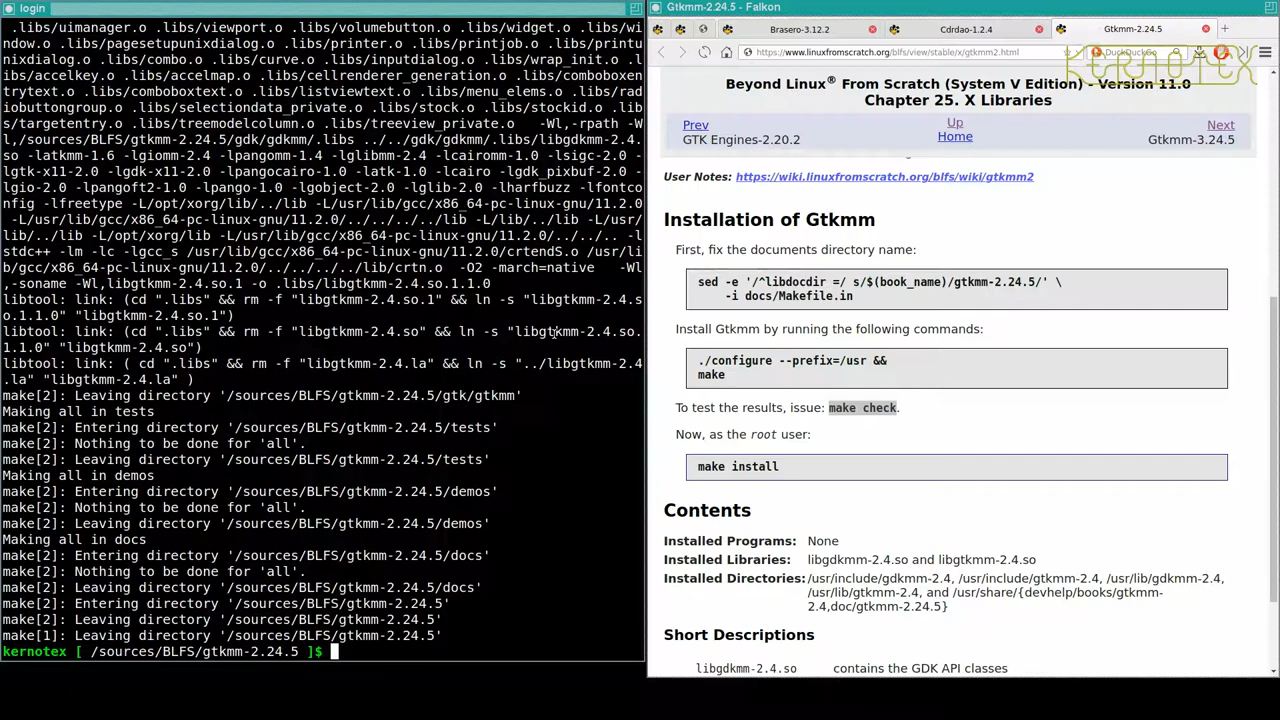 login
.libs/uimanager.o .libs/viewport.o .libs/volumebutton.o .libs/widget.o .libs/wi
ndow.o .libs/pagesetupunixdialog.o .libs/printer.o .libs/printjob.o .libs/printu
nixdialog.o .libs/combo.o .libs/curve.o .libs/inputdialog.o .libs/wrap_init.o .l
ibs/accelkey.o .libs/accelmap.o .libs/cellrenderer_generation.o .libs/comboboxen
trytext.o .libs/comboboxtext.o .libs/listviewtext.o .libs/menu_elems.o .libs/rad
iobuttongroup.o .libs/selectiondata_private.o .libs/stock.o .libs/stockid.o .lib
s/targetentry.o .libs/treemodelcolumn.o .libs/treeview_private.o   -Wl,-rpath -W
l,/sources/BLFS/gtkmm-2.24.5/gdk/gdkmm/.libs ../../gdk/gdkmm/.libs/libgdkmm-2.4.
so -latkmm-1.6 -lgiomm-2.4 -lpangomm-1.4 -lglibmm-2.4 -lcairomm-1.0 -lsigc-2.0 -
lgtk-x11-2.0 -lgdk-x11-2.0 -lpangocairo-1.0 -latk-1.0 -lcairo -lgdk_pixbuf-2.0 -
lgio-2.0 -lpangoft2-1.0 -lpango-1.0 -lgobject-2.0 -lglib-2.0 -lharfbuzz -lfontco
nfig -lfreetype -L/opt/xorg/lib/../lib -L/usr/lib/gcc/x86_64-pc-linux-gnu/11.2.0
-L/usr/lib/gcc/x86_64-pc-linux-gnu/11.2.0/../../../../lib -L/lib/../lib -L/usr/
lib/../lib -L/opt/xorg/lib -L/usr/lib/gcc/x86_64-pc-linux-gnu/11.2.0/../../.. -l
stdc++ -lm -lc -lgcc_s /usr/lib/gcc/x86_64-pc-linux-gnu/11.2.0/crtendS.o /usr/li
b/gcc/x86_64-pc-linux-gnu/11.2.0/../../../../lib/crtn.o  -O2 -march=native   -Wl
,-soname -Wl,libgtkmm-2.4.so.1 -o .libs/libgtkmm-2.4.so.1.1.0
libtool: link: (cd ".libs" && rm -f "libgtkmm-2.4.so.1" && ln -s "libgtkmm-2.4.s
o.1.1.0" "libgtkmm-2.4.so.1")
libtool: link: (cd ".libs" && rm -f "libgtkmm-2.4.so" && ln -s "libgtkmm-2.4.so.
1.1.0" "libgtkmm-2.4.so")
libtool: link: ( cd ".libs" && rm -f "libgtkmm-2.4.la" && ln -s "../libgtkmm-2.4
.la" "libgtkmm-2.4.la" )
make[2]: Leaving directory '/sources/BLFS/gtkmm-2.24.5/gtk/gtkmm'
Making all in tests
make[2]: Entering directory '/sources/BLFS/gtkmm-2.24.5/tests'
make[2]: Nothing to be done for 'all'.
make[2]: Leaving directory '/sources/BLFS/gtkmm-2.24.5/tests'
Making all in demos
make[2]: Entering directory '/sources/BLFS/gtkmm-2.24.5/demos'
make[2]: Nothing to be done for 'all'.
make[2]: Leaving directory '/sources/BLFS/gtkmm-2.24.5/demos'
Making all in docs
make[2]: Entering directory '/sources/BLFS/gtkmm-2.24.5/docs'
make[2]: Nothing to be done for 'all'.
make[2]: Leaving directory '/sources/BLFS/gtkmm-2.24.5/docs'
make[2]: Entering directory '/sources/BLFS/gtkmm-2.24.5'
make[2]: Leaving directory '/sources/BLFS/gtkmm-2.24.5'
make[1]: Leaving directory '/sources/BLFS/gtkmm-2.24.5'
kernotex [ /sources/BLFS/gtkmm-2.24.5 ]$
Gtkmm-2.24.5 - Falkon
Brasero-3.12.2
Cdrdao-1.2.4
Gtkmm-2.24.5
https://www.linuxfromscratch.org/blfs/view/stable/x/gtkmm2.html
DuckDuckGo
KERNOTEX
Beyond Linux® From Scratch (System V Edition) - Version 11.0
Chapter 25. X Libraries
Prev
Up
Next
GTK Engines-2.20.2
Home
Gtkmm-3.24.5
User Notes: https://wiki.linuxfromscratch.org/blfs/wiki/gtkmm2
Installation of Gtkmm
First, fix the documents directory name:
sed -e '/^libdocdir =/ s/$(book_name)/gtkmm-2.24.5/' \
-i docs/Makefile.in
Install Gtkmm by running the following commands:
./configure --prefix=/usr &&
make
To test the results, issue: make check.
Now, as the root user:
make install
Contents
Installed Programs: None
Installed Libraries: libgdkmm-2.4.so and libgtkmm-2.4.so
Installed Directories: /usr/include/gdkmm-2.4, /usr/include/gtkmm-2.4, /usr/lib/gdkmm-2.4,
/usr/lib/gtkmm-2.4, and /usr/share/{devhelp/books/gtkmm-
2.4,doc/gtkmm-2.24.5}
Short Descriptions
libgdkmm-2.4.so contains the GDK API classes